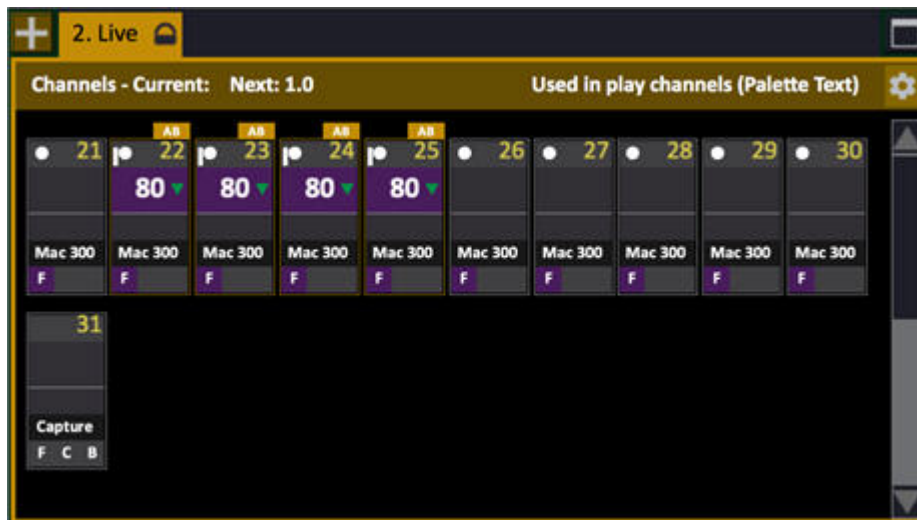 2. Live
Channels - Current: Next: 1.0 Used in play channels (Palette Text)
AB AB AB AB
21 22 23 24 25 26 27 28 29 30
80 80 80 80
Mac 300 Mac 300 Mac 300 Mac 300 Mac 300 Mac 300 Mac 300 Mac 300 Mac 300 Mac 300
F F F F F F F F F F
31
Capture
F C B